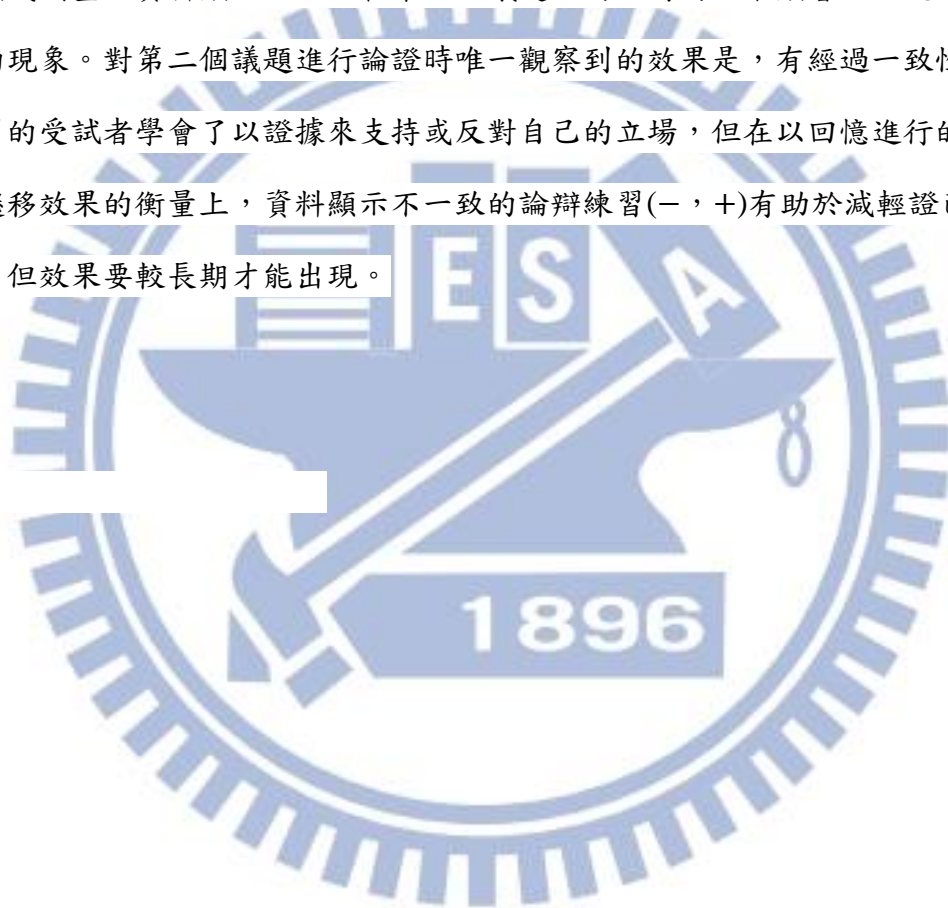 的現象。對第二個議題進行論證時唯一觀察到的效果是,有經過一致性
的受試者學會了以證據來支持或反對自己的立場,但在以回憶進行的
移效果的衡量上,資料顯示不一致的論辯練習(−,+)有助於減輕證
但效果要較長期才能出現。
E S A
8
1896